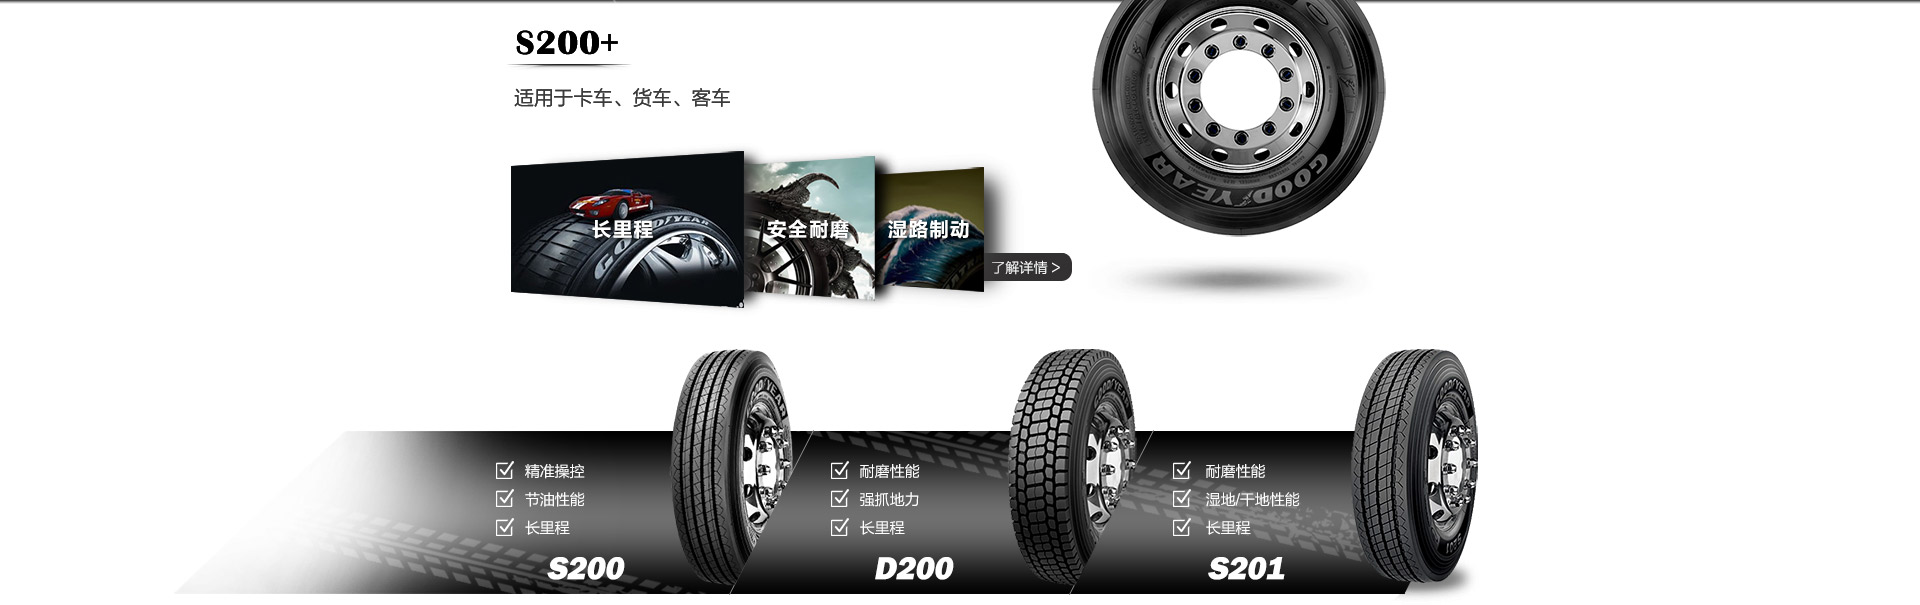 S200+
适用于卡车、货车、客车
GOODYEAR
长里程
安全耐磨
湿路制动
了解详情 >
GOODYEAR
GOODYEAR
GOODYEAR
精准操控
节油性能
长里程
S200
耐磨性能
强抓地力
长里程
D200
耐磨性能
湿地/干地性能
长里程
S201